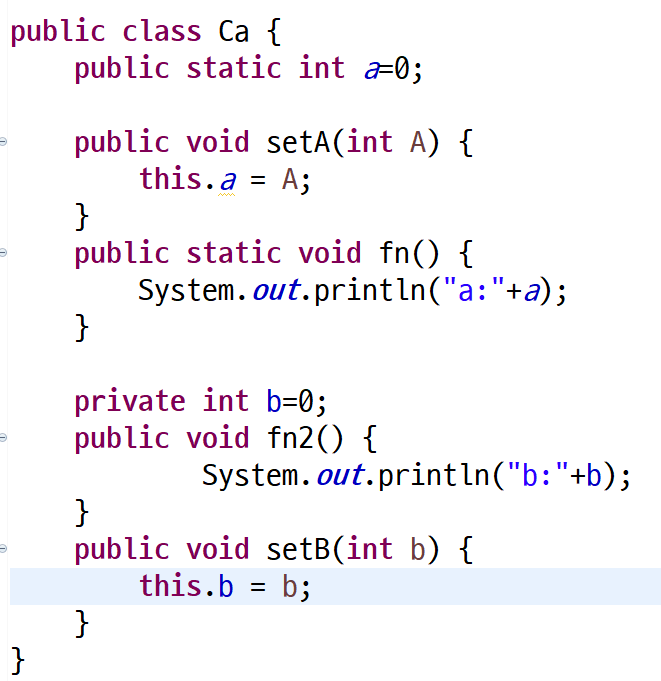 public class Ca {
    public static int a=0;

    public void setA(int A) {
        this.a = A;
    }
    public static void fn() {
        System.out.println("a:"+a);
    }

    private int b=0;
    public void fn2() {
            System.out.println("b:"+b);
    }
    public void setB(int b) {
        this.b = b;
    }
}